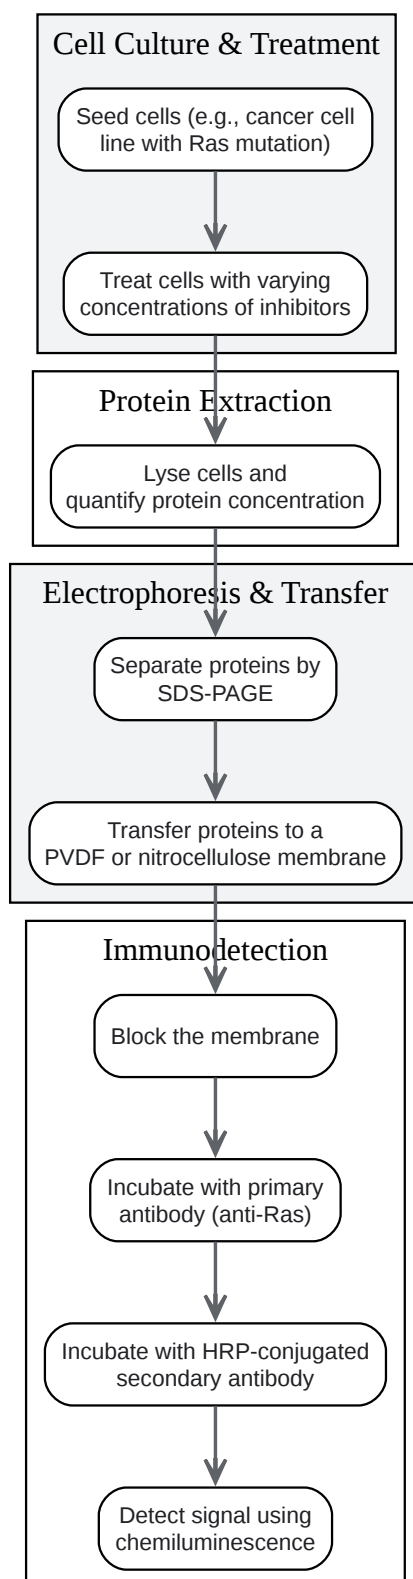 Cell Culture & Treatment
Seed cells (e.g., cancer cell
line with Ras mutation)
Treat cells with varying
concentrations of inhibitors
Protein Extraction
Lyse cells and
quantify protein concentration
Electrophoresis & Transfer
Separate proteins by
SDS-PAGE
Transfer proteins to a
PVDF or nitrocellulose membrane
Immunodetection
Block the membrane
Incubate with primary
antibody (anti-Ras)
Incubate with HRP-conjugated
secondary antibody
Detect signal using
chemiluminescence